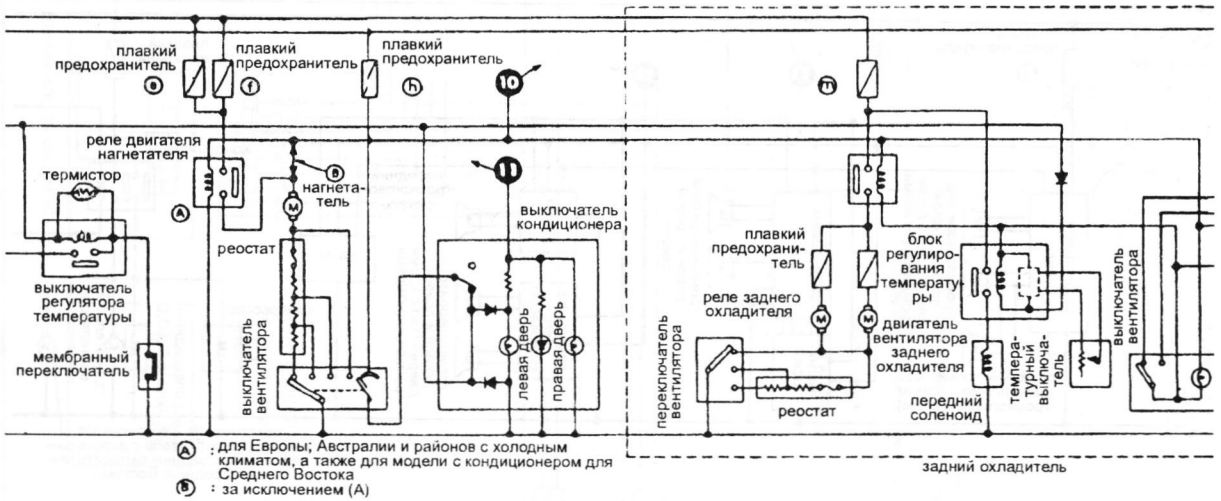 плавкий
предохранитель
e
плавкий
предохранитель
f
плавкий
предохранитель
h
10
m
реле двигателя
нагнетателя
11
термистор
A
B
нагнета-
тель
M
выключатель
кондиционера
реостат
выключатель
регулятора
температуры
мембранный
переключатель
выключатель
вентилятора
левая дверь
правая дверь
плавкий
предохрани-
тель
реле заднего
охладителя
M
M
двигатель
вентилятора
заднего
охладителя
переключатель
вентилятора
реостат
блок
регулиро-
вания
температу-
ры
передний
соленоид
темпера-
турный
выключа-
тель
выключатель
вентилятора
A : для Европы; Австралии и районов с холодным
климатом, а также для модели с кондиционером для
Среднего Востока
B : за исключением (A)
задний охладитель